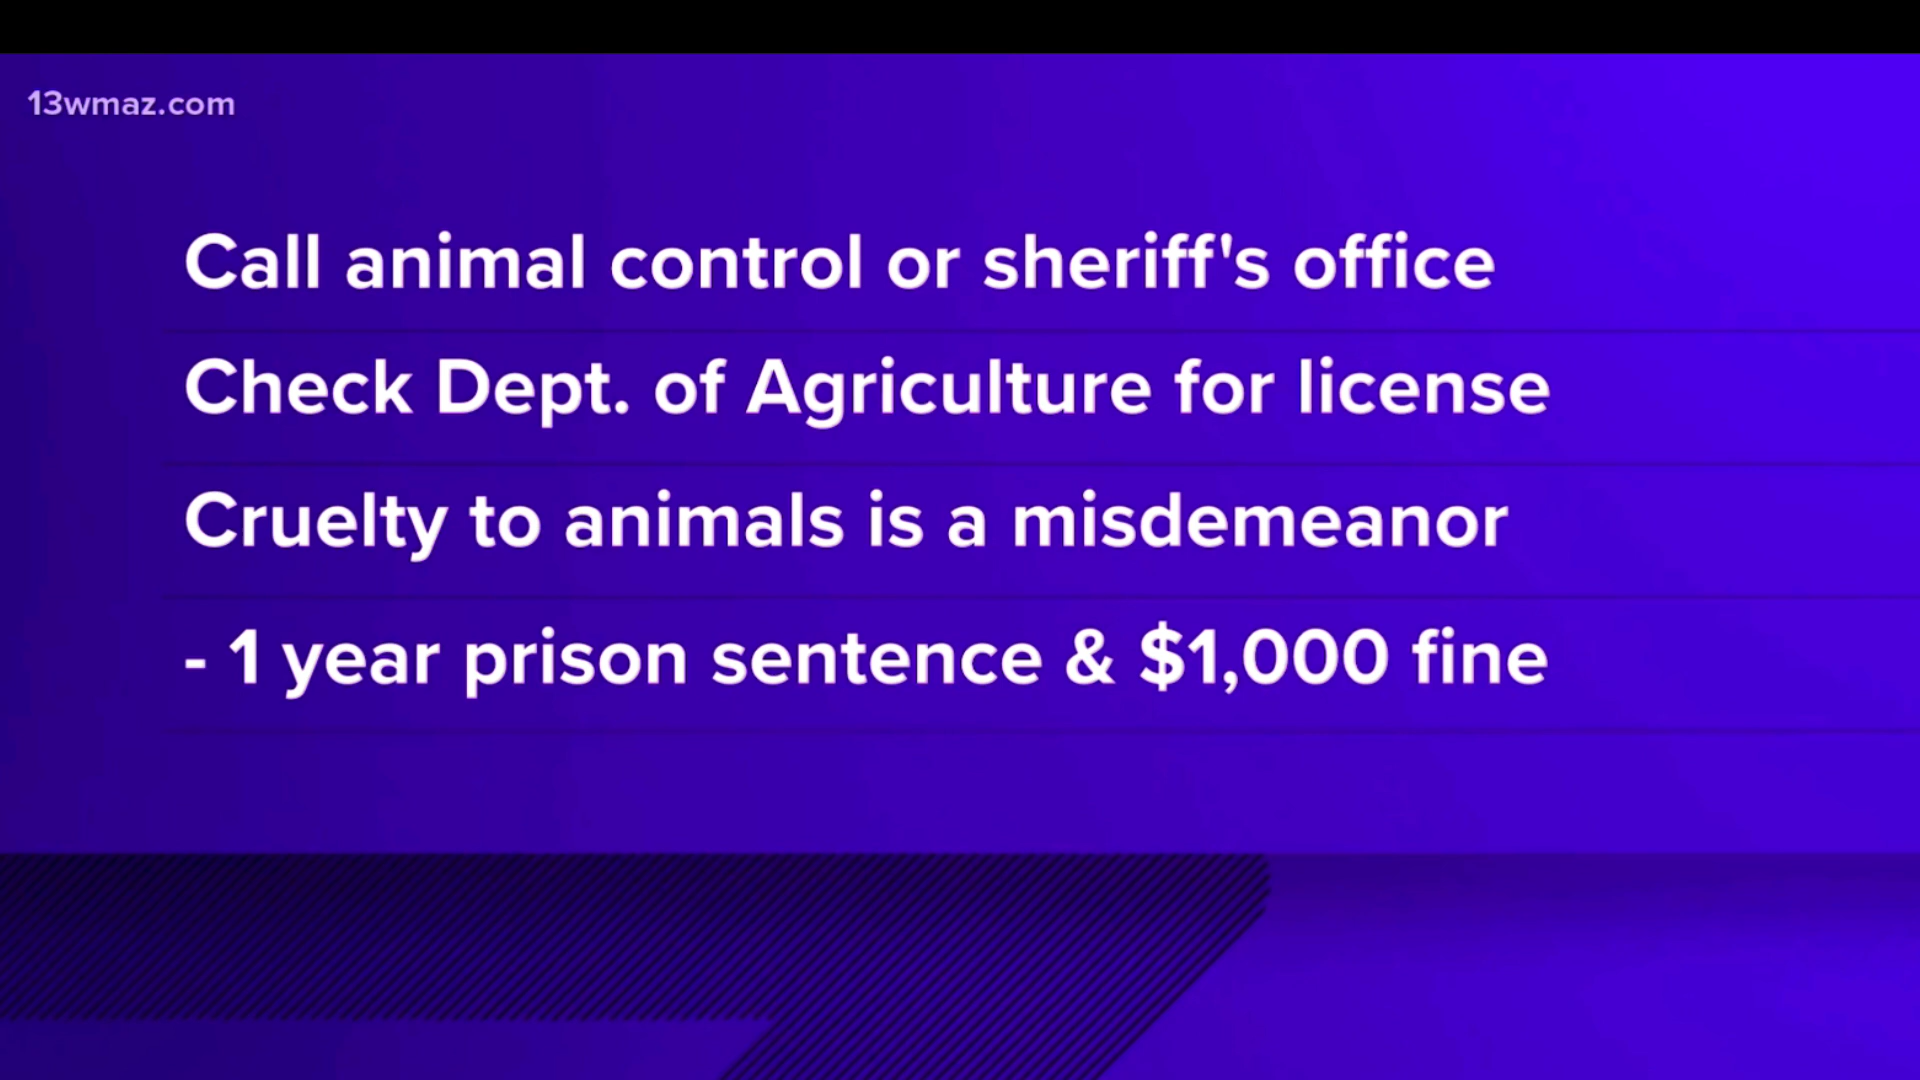 13wmaz.com
Call animal control or sheriff's office
Check Dept. of Agriculture for license
Cruelty to animals is a misdemeanor
- 1 year prison sentence & $1,000 fine